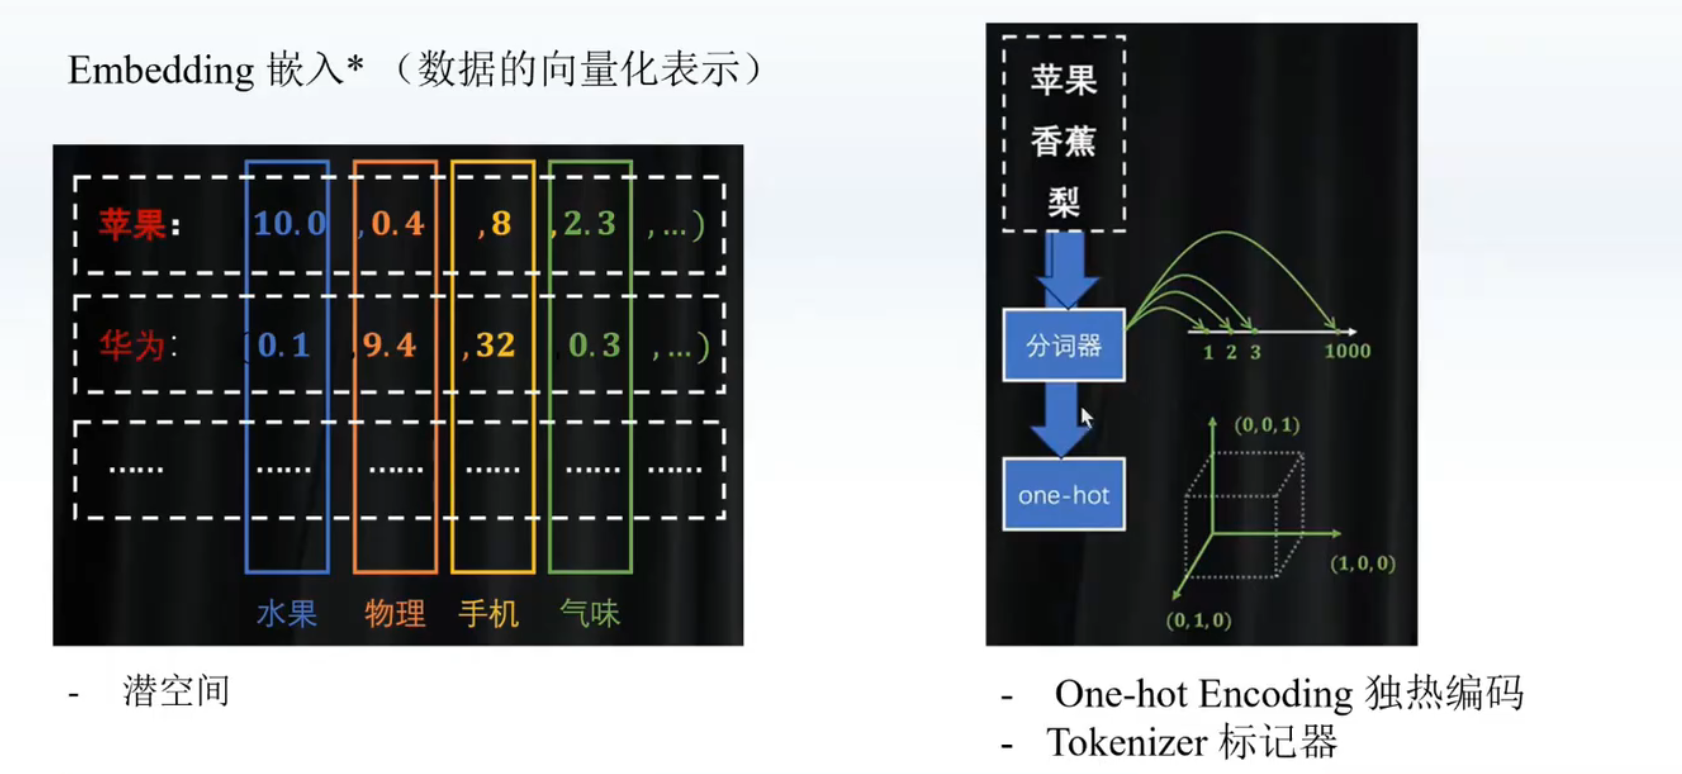 Embedding 嵌入* （数据的向量化表示）
苹果： 10.0 ,0.4 ,8 ,2.3 ,...)
华为： (0.1 ,9.4 ,32 , 0.3 ,...)
...... ...... ...... ...... ...... ......
水果 物理 手机 气味
- 潜空间
苹果
香蕉
梨
分词器
1 2 3 1000
one-hot
(0,0,1)
(1,0,0)
(0,1,0)
- One-hot Encoding 独热编码
- Tokenizer 标记器